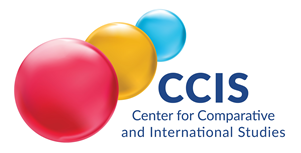 CCIS
Center for Comparative
and International Studies